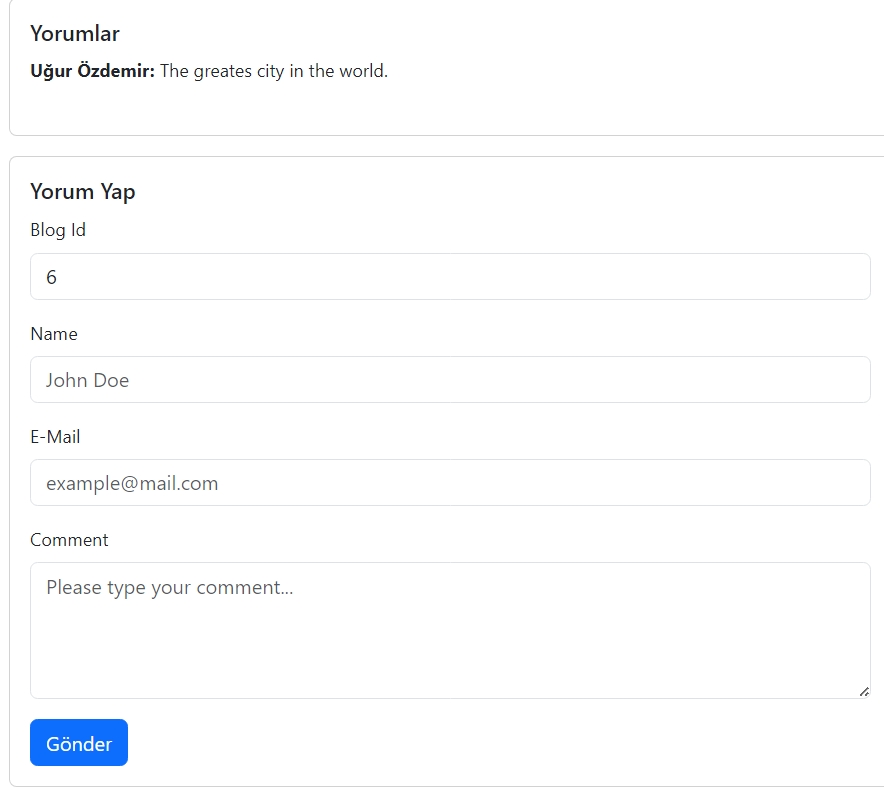 Yorumlar
Uğur Özdemir: The greates city in the world.
Yorum Yap
Blog Id
6
Name
John Doe
E-Mail
example@mail.com
Comment
Please type your comment...
Gönder